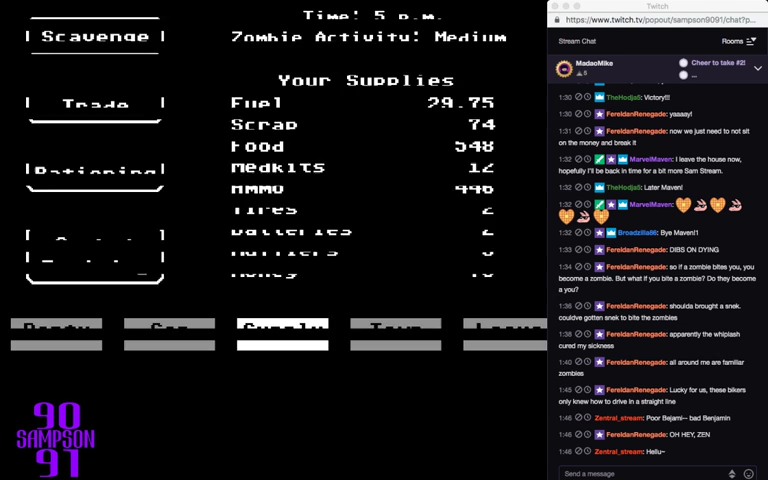 Time! 5 p.m.
Scavenge
Zombie Activity! Medium
Your Supplies
Trade
Fuel 29.75
Scrap 74
Food 548
Rationing
Medkits 12
Ammo 446
Tires 2
Batteries 2
Supply
90
SAMPSON
91
Twitch
https://www.twitch.tv/popout/sampson9091/chat?p...
Stream Chat
Rooms
MadaoMike
6
Cheer to take #2!
...
1:30 TheHodja5: Victory!!!
1:30 FereldanRenegade: yaaaay!
1:31 FereldanRenegade: now we just need to not sit
on the money and break it
1:32 MarvelMaven: I leave the house now,
hopefully I'll be back in time for a bit more Sam Stream.
1:32 TheHodja5: Later Maven!
1:32 MarvelMaven:
1:32 Broadzilla86: Bye Maven!1
1:33 FereldanRenegade: DIBS ON DYING
1:34 FereldanRenegade: so if a zombie bites you, you
become a zombie. But what if you bite a zombie? Do they become
a you?
1:36 FereldanRenegade: shoulda brought a snek.
couldve gotten snek to bite the zombies
1:38 FereldanRenegade: apparently the whiplash
cured my sickness
1:40 FereldanRenegade: all around me are familiar
zombies
1:45 FereldanRenegade: Lucky for us, these bikers
only knew how to drive in a straight line
1:46 Zentral_stream: Poor Bejami-- bad Benjamin
1:46 FereldanRenegade: OH HEY, ZEN
1:46 Zentral_stream: Hellu~
Send a message